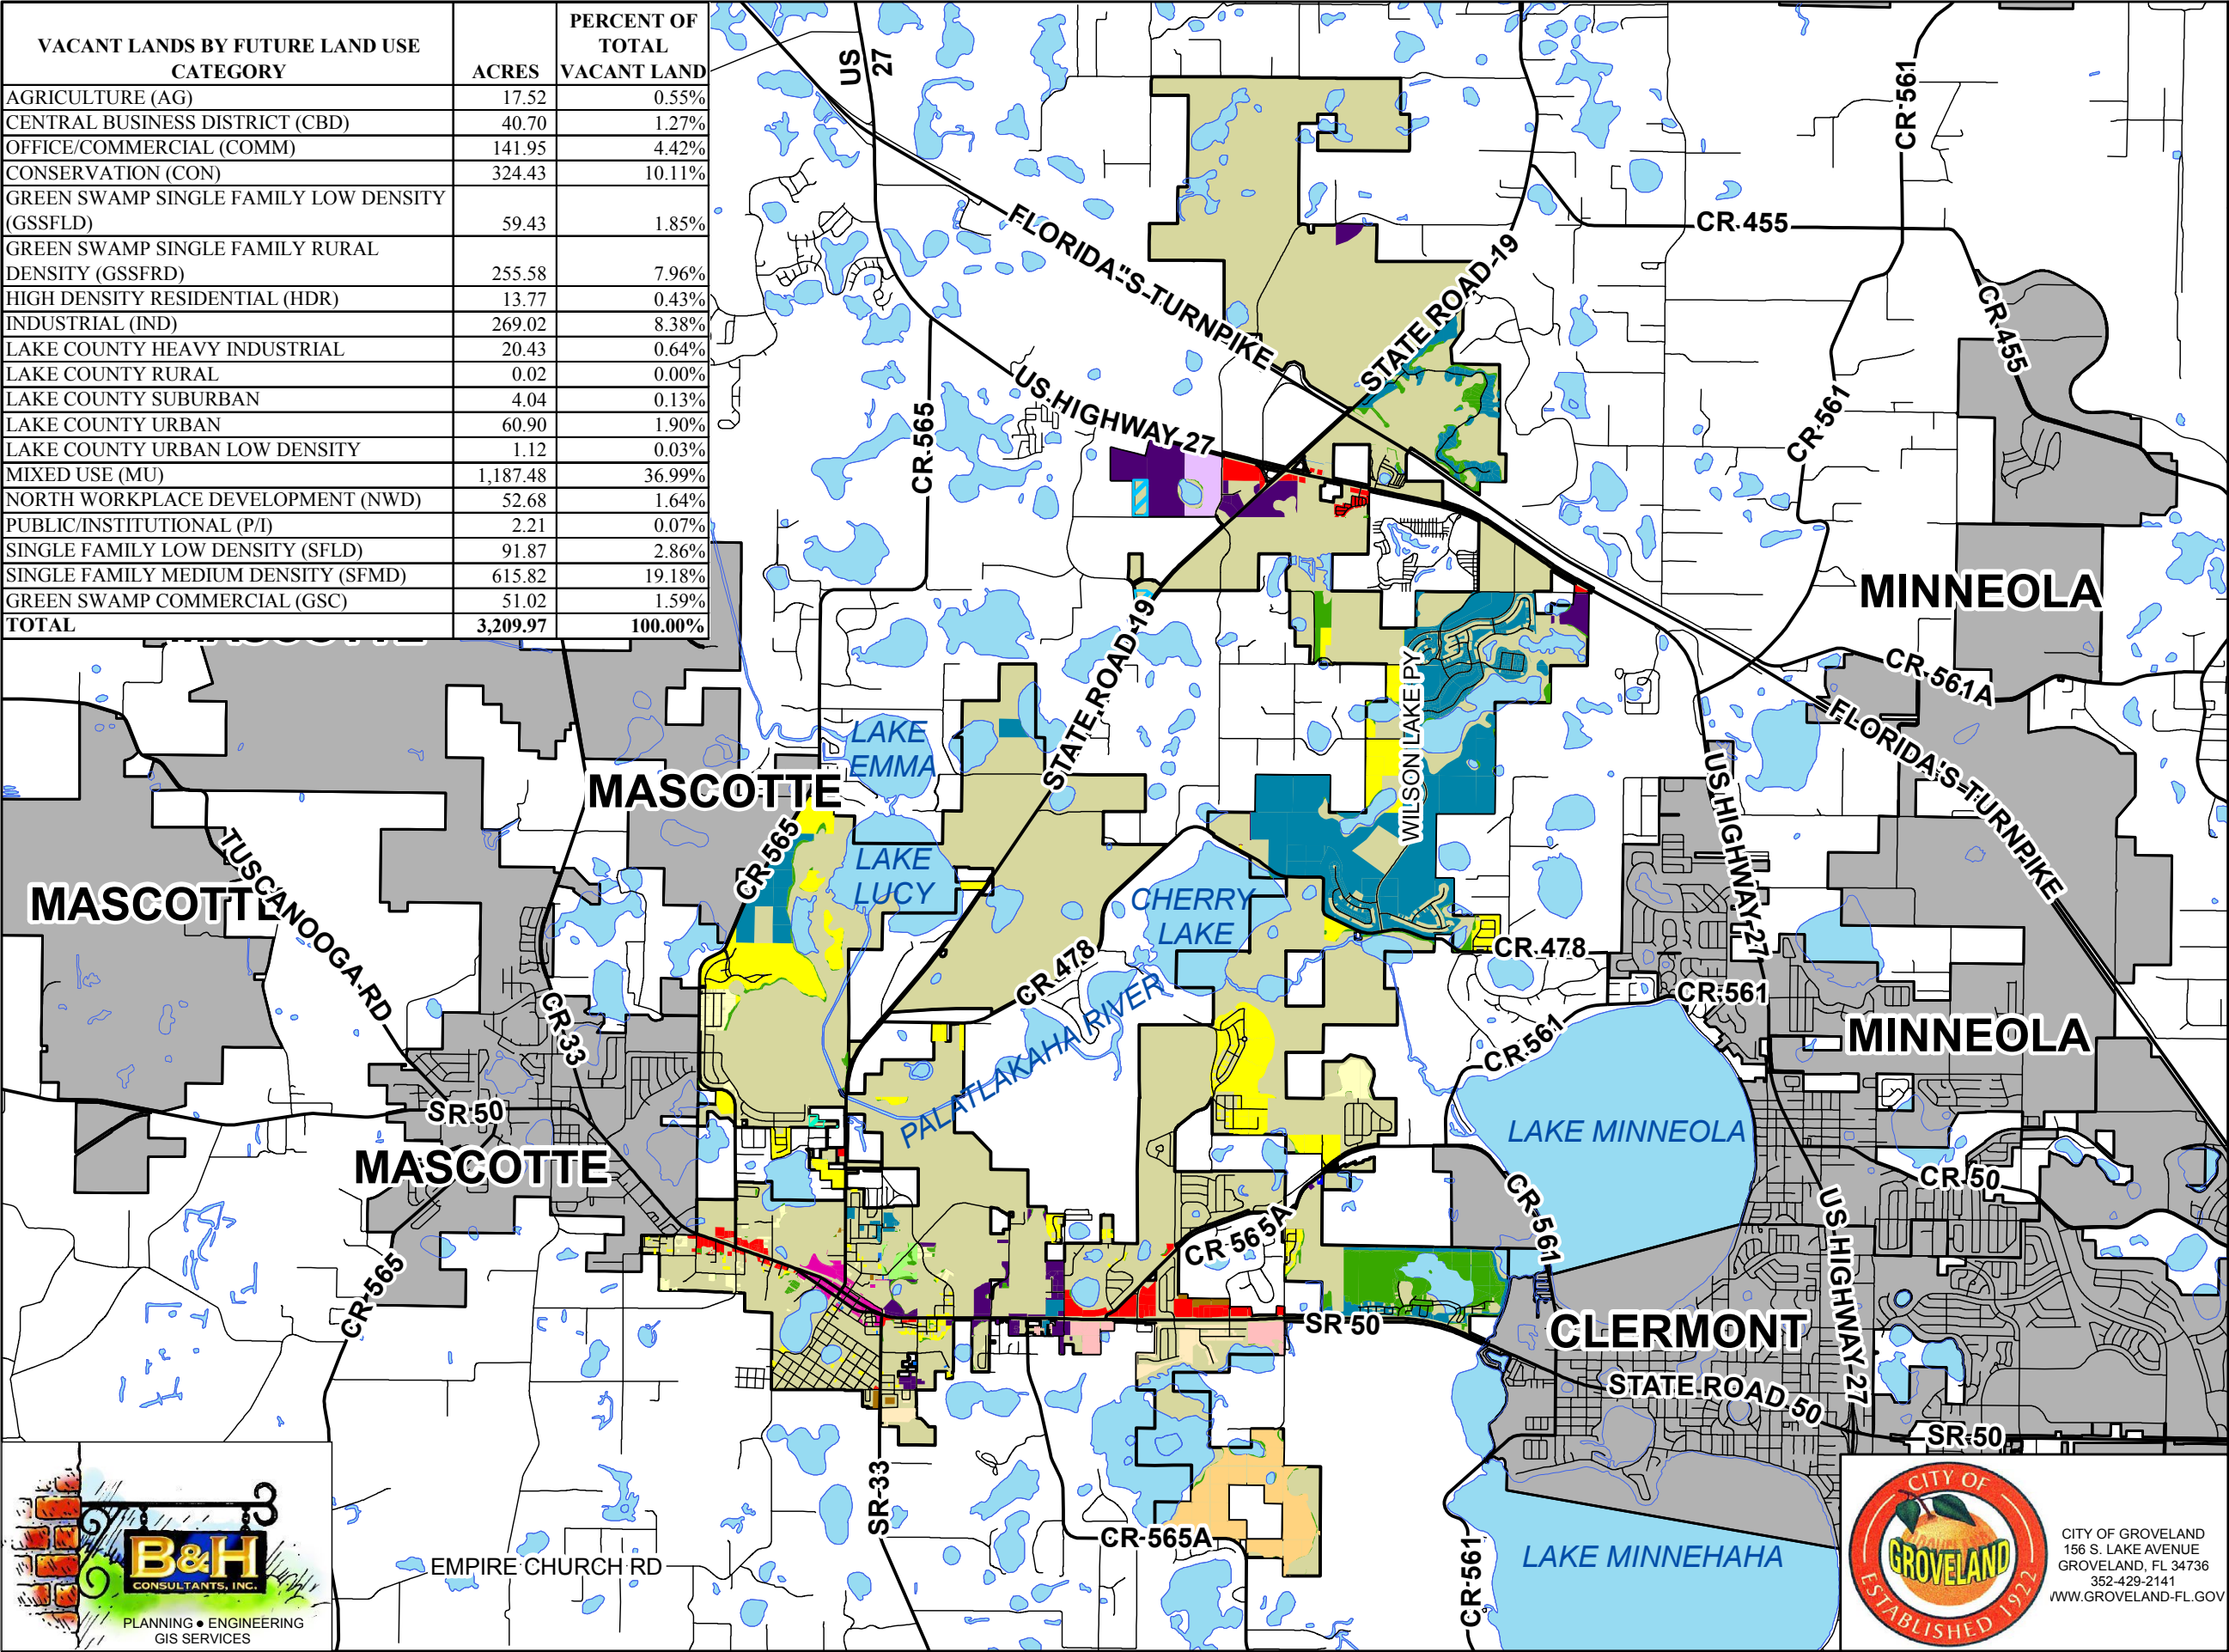 VACANT LANDS BY FUTURE LAND USE CATEGORY ACRES PERCENT OF TOTAL VACANT LAND
AGRICULTURE (AG) 17.52 0.55%
CENTRAL BUSINESS DISTRICT (CBD) 40.70 1.27%
OFFICE/COMMERCIAL (COMM) 141.95 4.42%
CONSERVATION (CON) 324.43 10.11%
GREEN SWAMP SINGLE FAMILY LOW DENSITY
(GSSFLD) 59.43 1.85%
GREEN SWAMP SINGLE FAMILY RURAL
DENSITY (GSSFRD) 255.58 7.96%
HIGH DENSITY RESIDENTIAL (HDR) 13.77 0.43%
INDUSTRIAL (IND) 269.02 8.38%
LAKE COUNTY HEAVY INDUSTRIAL 20.43 0.64%
LAKE COUNTY RURAL 0.02 0.00%
LAKE COUNTY SUBURBAN 4.04 0.13%
LAKE COUNTY URBAN 60.90 1.90%
LAKE COUNTY URBAN LOW DENSITY 1.12 0.03%
MIXED USE (MU) 1,187.48 36.99%
NORTH WORKPLACE DEVELOPMENT (NWD) 52.68 1.64%
PUBLIC/INSTITUTIONAL (P/I) 2.21 0.07%
SINGLE FAMILY LOW DENSITY (SFLD) 91.87 2.86%
SINGLE FAMILY MEDIUM DENSITY (SFMD) 615.82 19.18%
GREEN SWAMP COMMERCIAL (GSC) 51.02 1.59%
TOTAL 3,209.97 100.00%
US 27
CR 561
FLORIDA"S TURNPIKE
CR 455
STATE ROAD 19
CR 455
US HIGHWAY 27
CR 565
CR 561
MINNEOLA
STATE ROAD 19
CR 561A
WILSON LAKE PY
FLORIDA'S TURNPIKE
LAKE
EMMA
MASCOTTE
US HIGHWAY 27
CR 565
TUSCANOOGA RD
MASCOTTE
LAKE
LUCY
CHERRY
LAKE
CR 478
CR 478
CR 561
CR 33
PALATLAKAHA RIVER
CR 561
MINNEOLA
SR 50
LAKE MINNEOLA
MASCOTTE
CR 50
CR 561
US HIGHWAY 27
CR 565A
CR 565
SR 50
CLERMONT
STATE ROAD 50
SR 50
SR 33
CR 565A
EMPIRE CHURCH RD
CR 561
LAKE MINNEHAHA
B&H
CONSULTANTS, INC.
PLANNING ● ENGINEERING
GIS SERVICES
CITY OF
GROVELAND
ESTABLISHED 1922
CITY OF GROVELAND
156 S. LAKE AVENUE
GROVELAND, FL 34736
352-429-2141
WWW.GROVELAND-FL.GOV